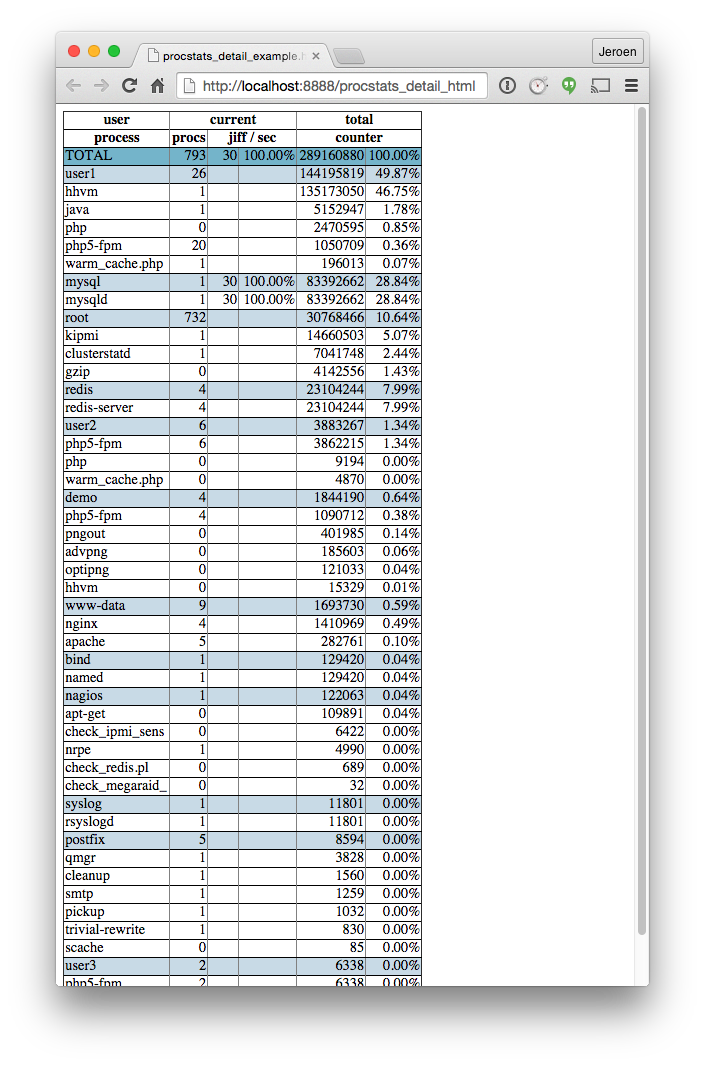 procstats_detail_example.h
Jeroen
http://localhost:8888/procstats_detail_html
user current total
process procs jiff / sec counter
TOTAL 793 30 100.00% 289160880 100.00%
user1 26 144195819 49.87%
hhvm 1 135173050 46.75%
java 1 5152947 1.78%
php 0 2470595 0.85%
php5-fpm 20 1050709 0.36%
warm_cache.php 1 196013 0.07%
mysql 1 30 100.00% 83392662 28.84%
mysqld 1 30 100.00% 83392662 28.84%
root 732 30768466 10.64%
kipmi 1 14660503 5.07%
clusterstatd 1 7041748 2.44%
gzip 0 4142556 1.43%
redis 4 23104244 7.99%
redis-server 4 23104244 7.99%
user2 6 3883267 1.34%
php5-fpm 6 3862215 1.34%
php 0 9194 0.00%
warm_cache.php 0 4870 0.00%
demo 4 1844190 0.64%
php5-fpm 4 1090712 0.38%
pngout 0 401985 0.14%
advpng 0 185603 0.06%
optipng 0 121033 0.04%
hhvm 0 15329 0.01%
www-data 9 1693730 0.59%
nginx 4 1410969 0.49%
apache 5 282761 0.10%
bind 1 129420 0.04%
named 1 129420 0.04%
nagios 1 122063 0.04%
apt-get 0 109891 0.04%
check_ipmi_sens 0 6422 0.00%
nrpe 1 4990 0.00%
check_redis.pl 0 689 0.00%
check_megaraid_ 0 32 0.00%
syslog 1 11801 0.00%
rsyslogd 1 11801 0.00%
postfix 5 8594 0.00%
qmgr 1 3828 0.00%
cleanup 1 1560 0.00%
smtp 1 1259 0.00%
pickup 1 1032 0.00%
trivial-rewrite 1 830 0.00%
scache 0 85 0.00%
user3 2 6338 0.00%
php5-fpm 2 6338 0.00%